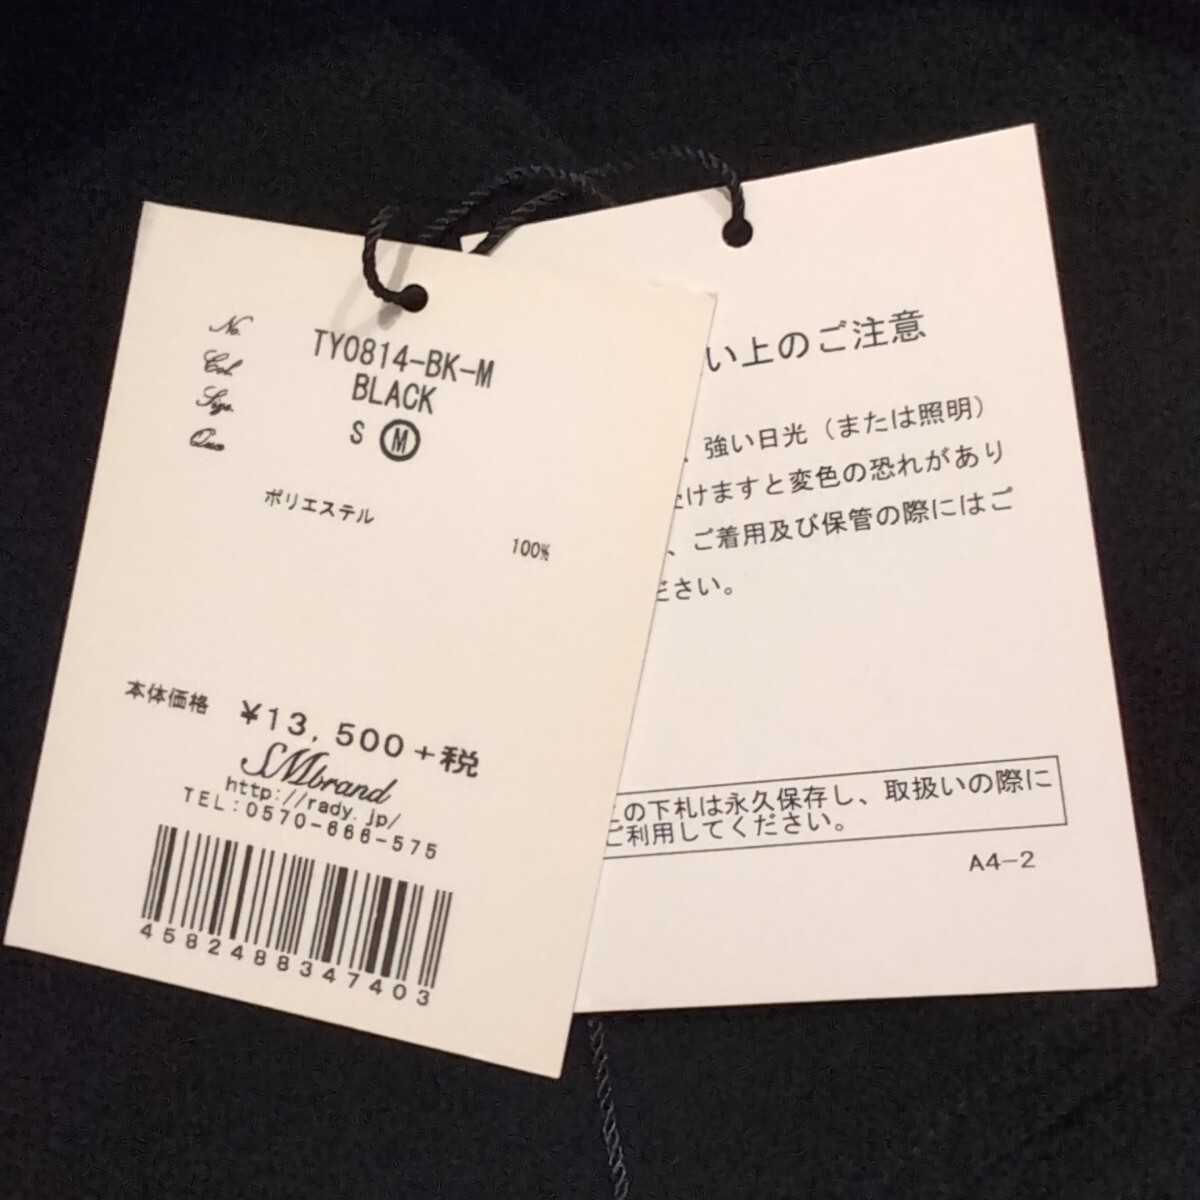 No. TY0814-BK-M
Col. BLACK
Size. S M
Qua
ポリエステル
100%
本体価格 ¥13,500+税
SMbrand
http://rady.jp/
TEL:0570-666-575
4582488347403
い上のご注意
、強い日光（または照明）
受けますと変色の恐れがあり
、ご着用及び保管の際にはご
ださい。
この下札は永久保存し、取扱いの際に
ご利用してください。
A4-2